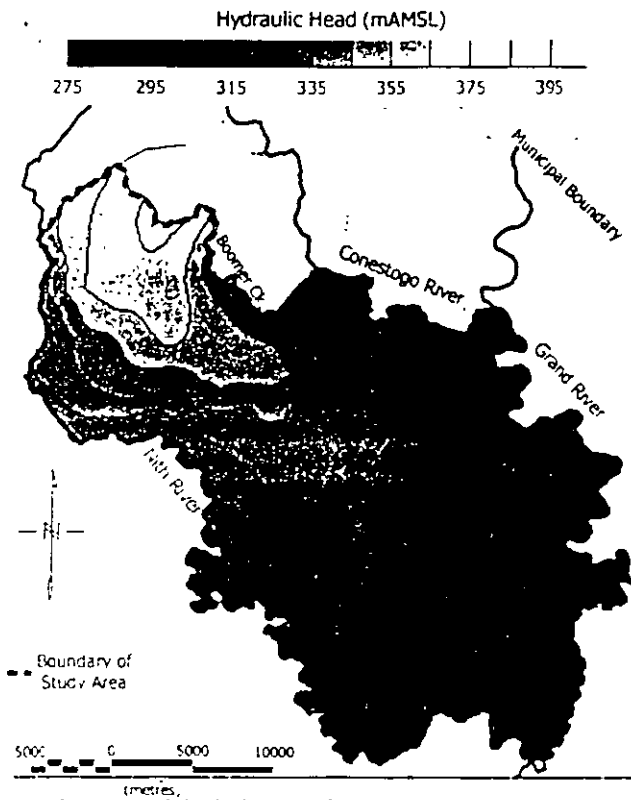 Hydraulic Head (mAMSL)
275 295 315 335 355 375 395
Municipal Boundary
Boomer Ck.
Conestogo River
Grand River
Nith River
N
Boundary of
Study Area
5000 0 5000 10000
(metres)